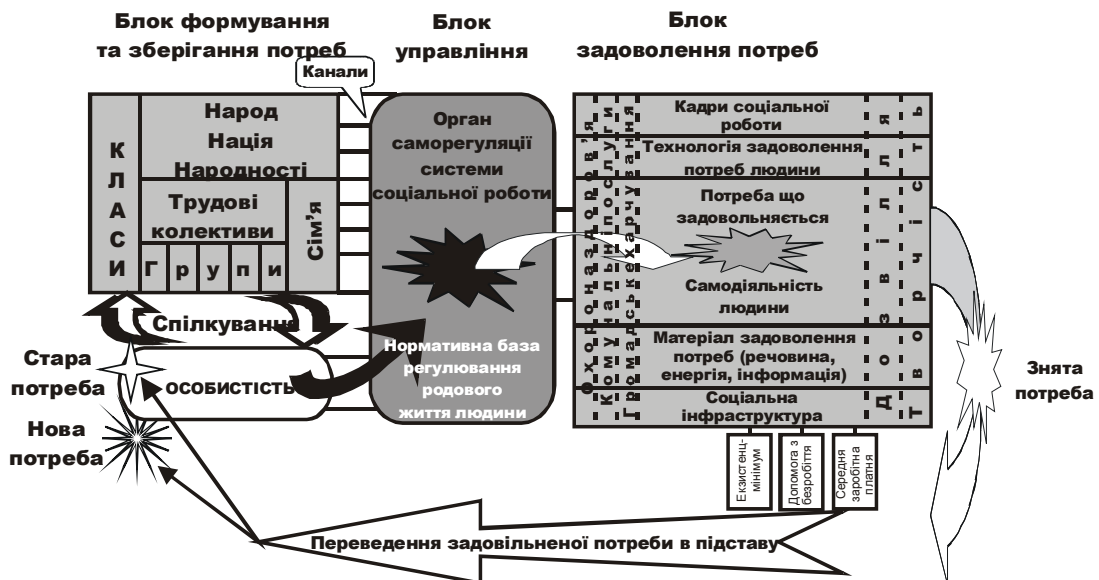 Блок формування
та зберігання потреб
Блок
управління
Блок
задоволення потреб
Канали
КЛАСИ
Народ
Нація
Народності
Трудові
колективи
Групи
Сім’я
Спілкування
ОСОБИСТІСТЬ
Стара
потреба
Нова
потреба
Орган
саморегуляції
системи
соціальної роботи
Нормативна база
регулювання
родового
життя людини
Охорона здоров’я
Комунальні послуги
Громадське харчування
Кадри соціальної
роботи
Технологія задоволення
потреб людини
Потреба що
задовольняється
Самодіяльність
людини
Матеріал задоволення
потреб (речовина,
енергія, інформація)
Соціальна
інфраструктура
Дозвілля
Творчість
Екзистенц-
мінімум
Допомога з
безробіття
Середня
заробітна
платня
Знята
потреба
Переведення задовільненої потреби в підставу